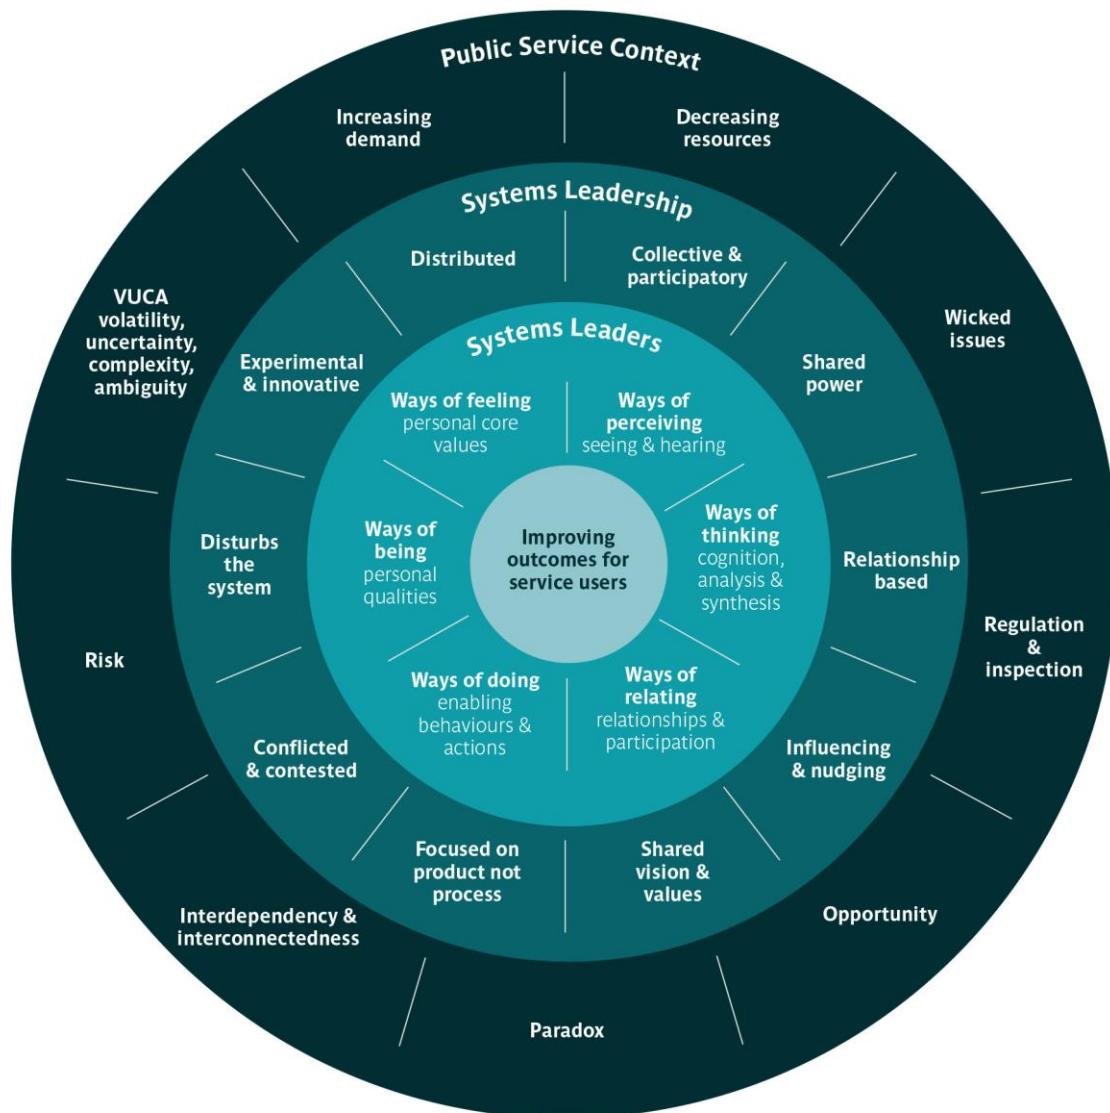 Public Service Context
Increasing
demand
Decreasing
resources
Wicked
issues
Regulation
&
inspection
Opportunity
Paradox
Interdependency &
interconnectedness
Risk
VUCA
volatility,
uncertainty,
complexity,
ambiguity
Systems Leadership
Distributed
Collective &
participatory
Shared
power
Relationship
based
Influencing
& nudging
Shared
vision &
values
Focused on
product not
process
Conflicted
& contested
Disturbs
the
system
Experimental
& innovative
Systems Leaders
Ways of feeling
personal core
values
Ways of
perceiving
seeing & hearing
Ways of
thinking
cognition,
analysis &
synthesis
Ways of
relating
relationships &
participation
Ways of doing
enabling
behaviours &
actions
Ways of
being
personal
qualities
Improving
outcomes for
service users